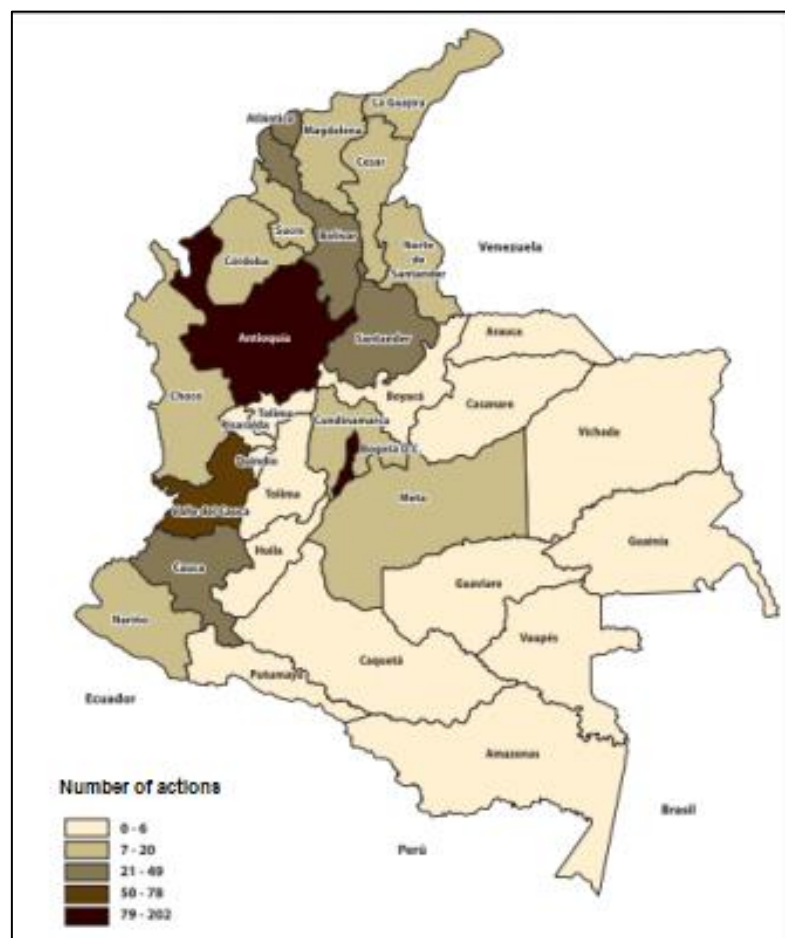 La Guajira
Atlántico
Magdalena
Cesar
Sucre
Bolívar
Norte
de
Santander
Venezuela
Córdoba
Antioquia
Santander
Arauca
Boyacá
Casanare
Choco
Tolima
Risaralda
Cundinamarca
Vichada
Quindío
Bogotá D.C.
Tolima
Meta
Valle del Cauca
Huila
Guainía
Cauca
Guaviare
Nariño
Vaupés
Caquetá
Putumayo
Ecuador
Amazonas
Number of actions
Brasil
0 - 6
Perú
7 - 20
21 - 49
50 - 78
79 - 202